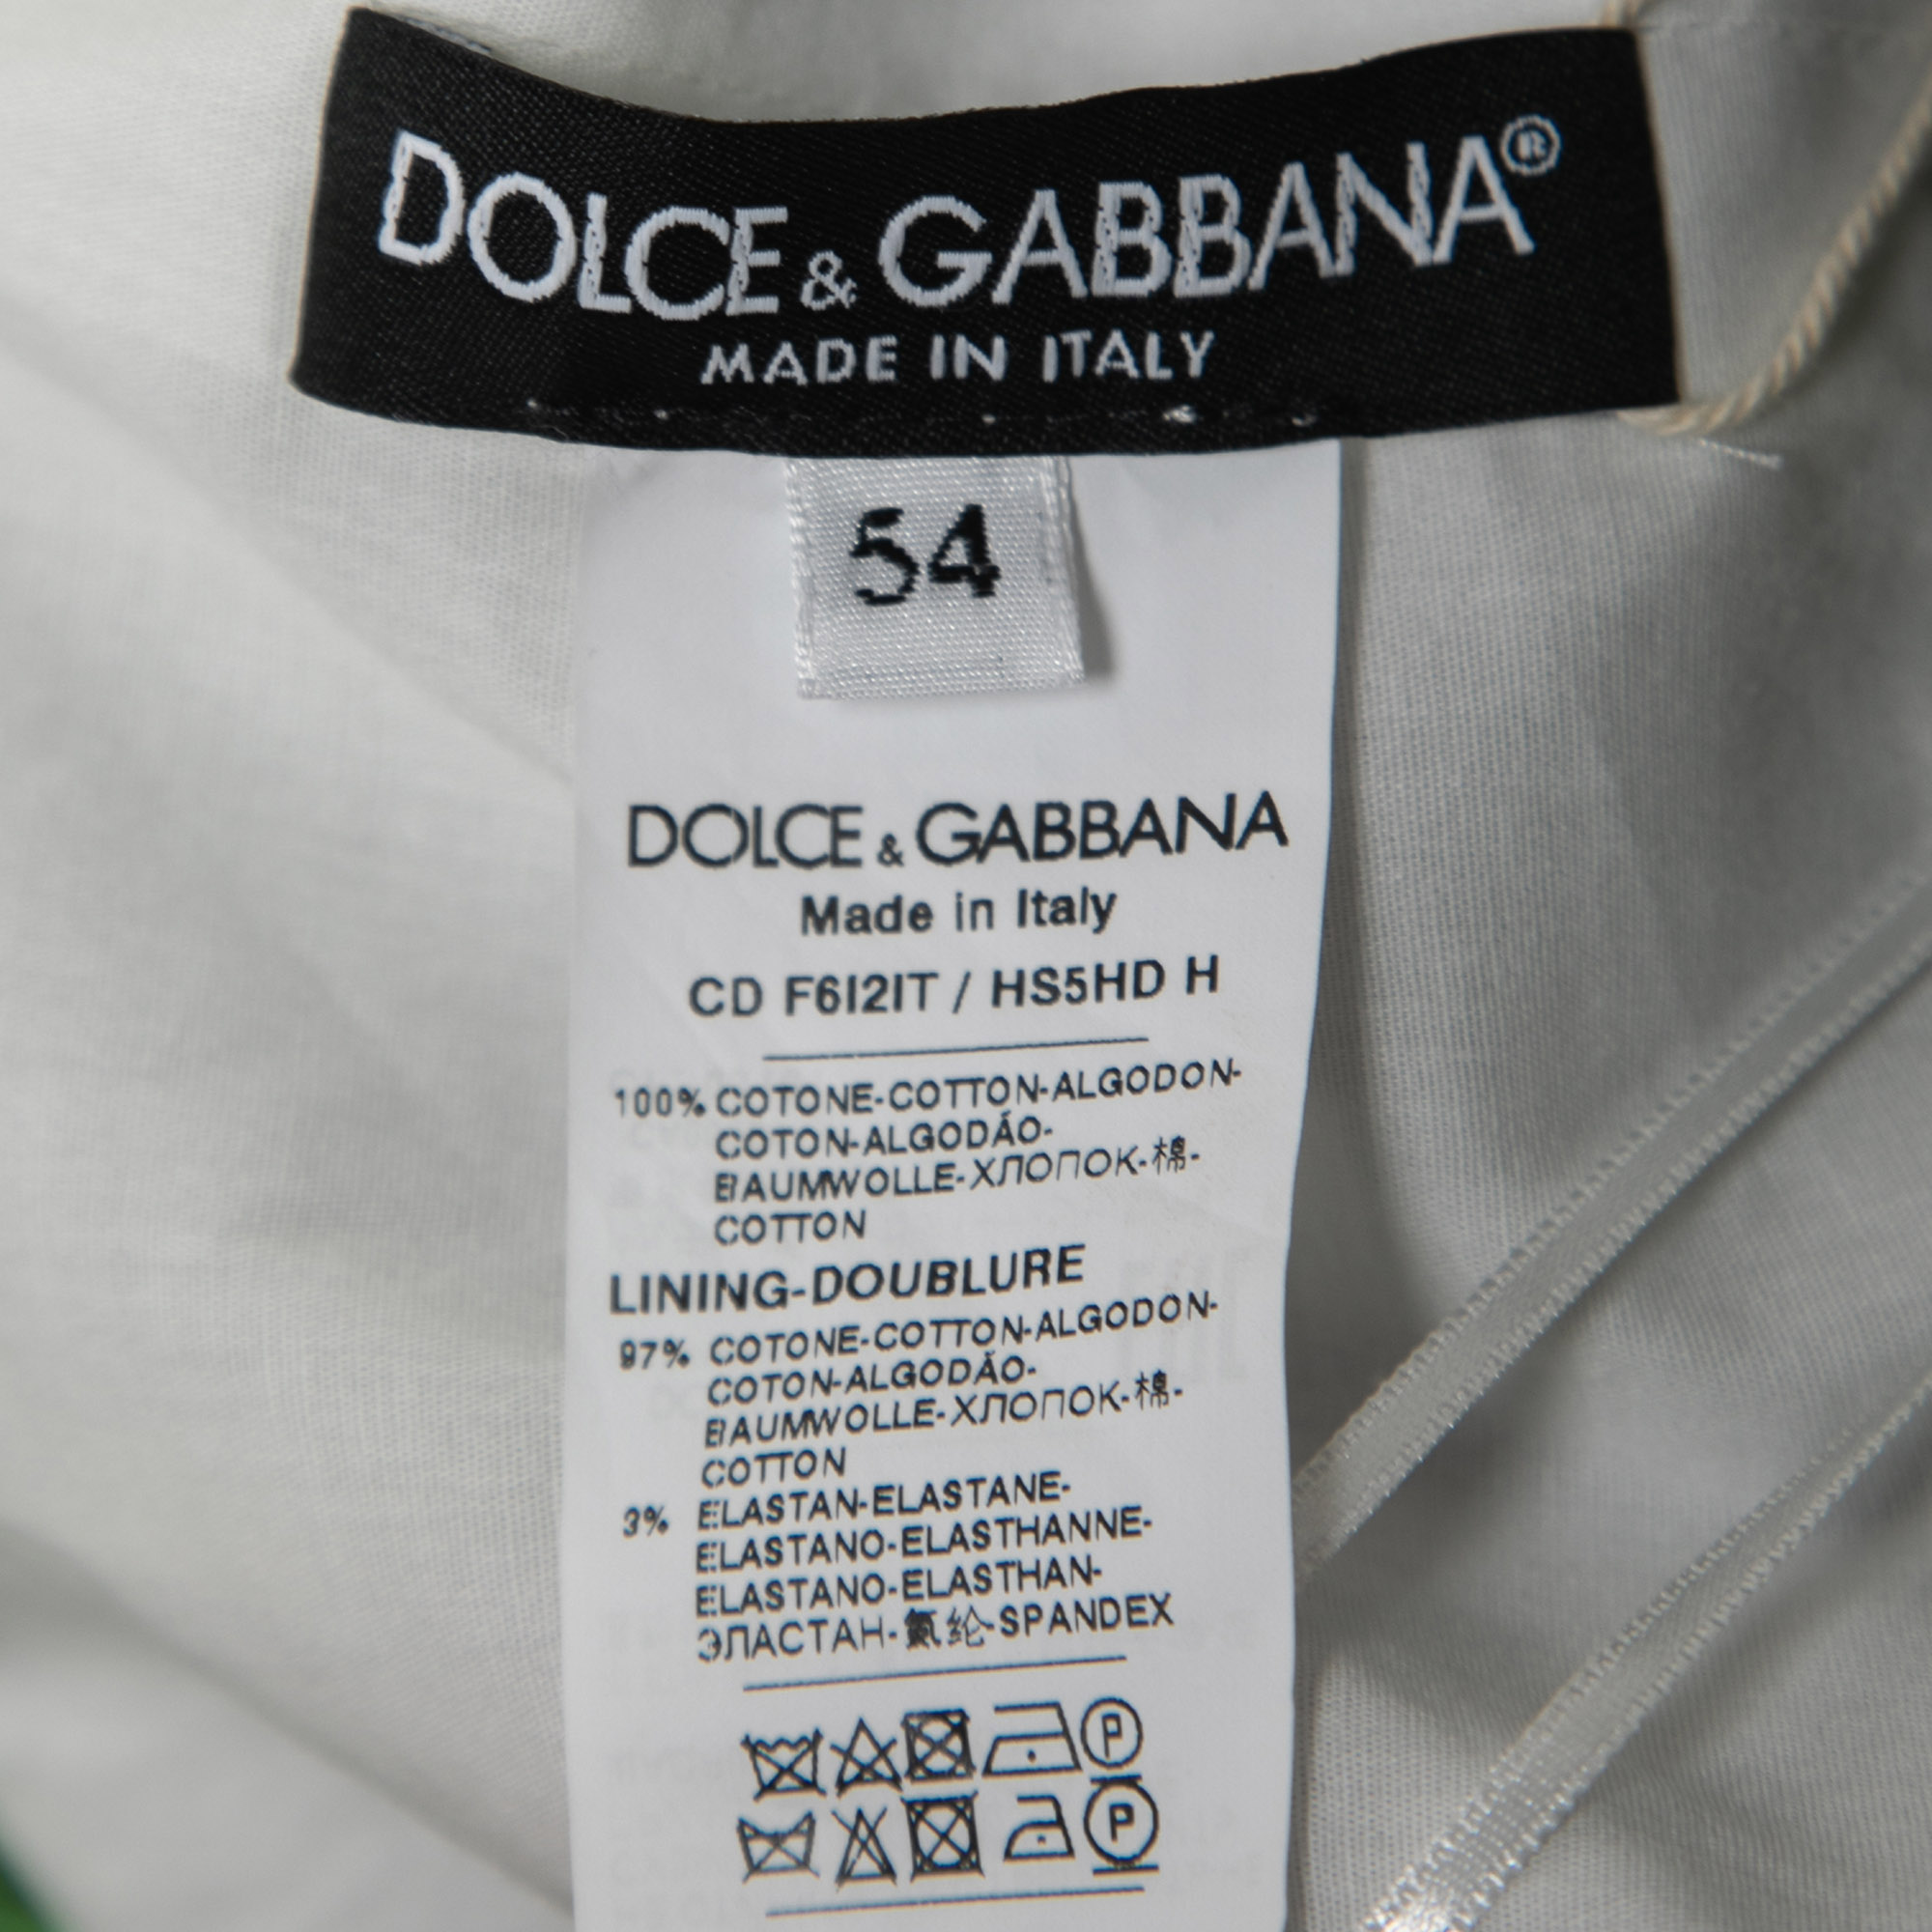 DOLCE & GABBANA®
MADE IN ITALY
54
DOLCE & GABBANA
Made in Italy
CD F6I2IT / HS5HD H
100% COTONE-COTTON-ALGODON-
COTON-ALGODÃO-
BAUMWOLLE-ХЛОПОК-棉-
COTTON
LINING-DOUBLURE
97% COTONE-COTTON-ALGODON-
COTON-ALGODÃO-
BAUMWOLLE-ХЛОПОК-棉-
COTTON
3% ELASTAN-ELASTANE-
ELASTANO-ELASTHANNE-
ELASTANO-ELASTHAN-
ЭЛАСТАН-氨纶-SPANDEX
P
P